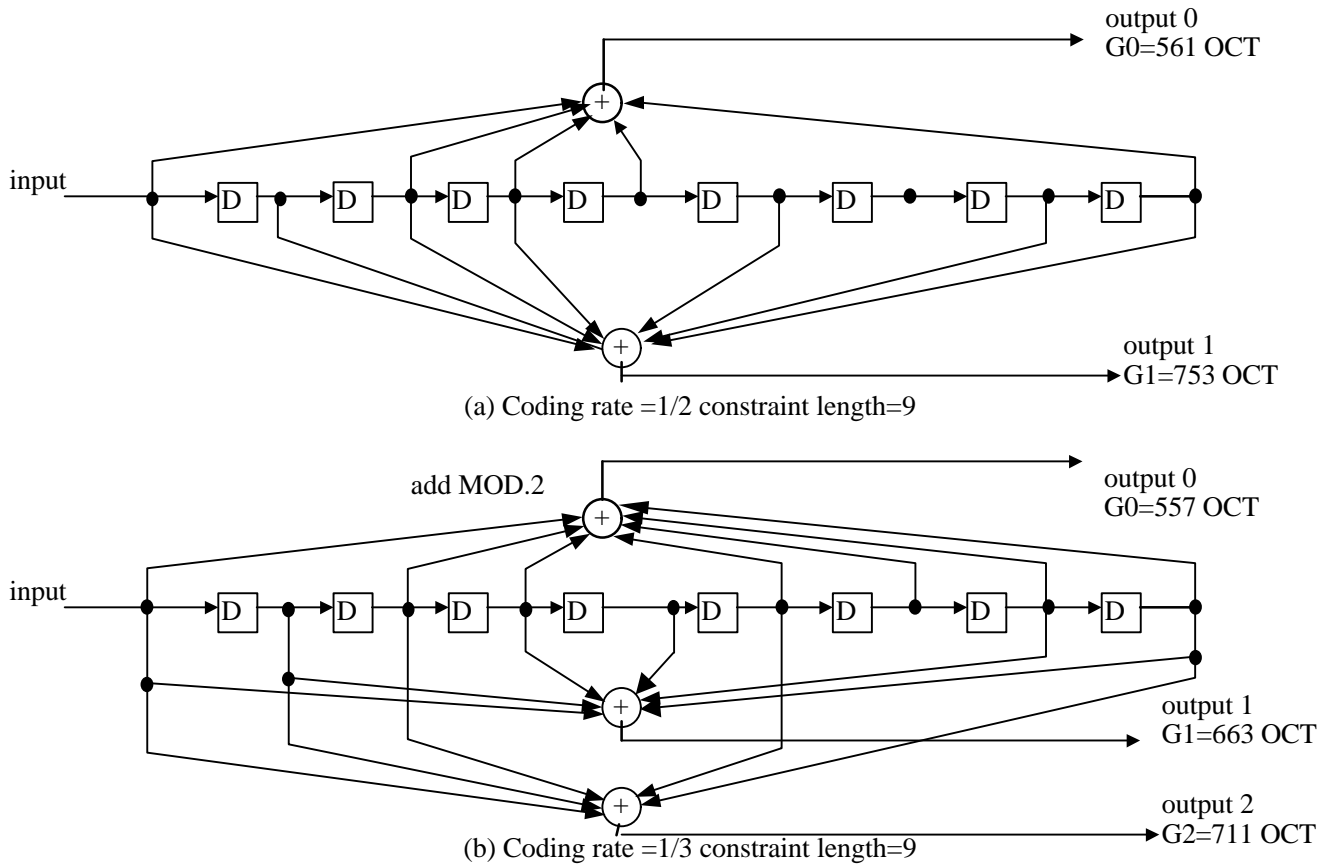 output 0
G0=561 OCT
+
input
D D D D D D D D
+
output 1
G1=753 OCT
(a) Coding rate =1/2 constraint length=9
add MOD.2
output 0
G0=557 OCT
+
input
D D D D D D D D
+
output 1
G1=663 OCT
+
output 2
G2=711 OCT
(b) Coding rate =1/3 constraint length=9